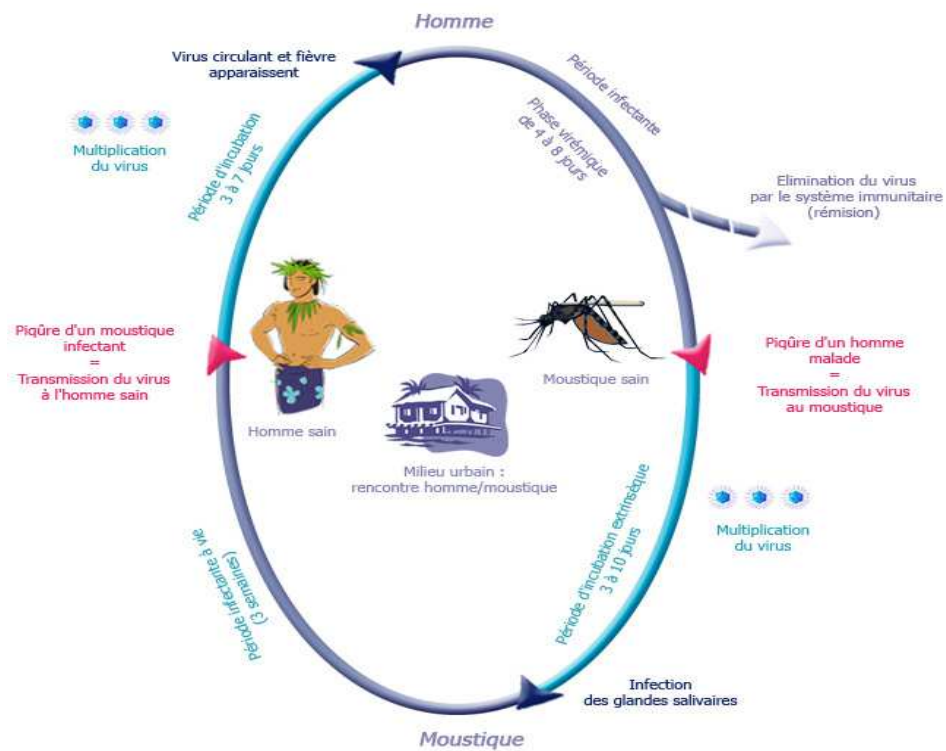 Homme
Virus circulant et fièvre
apparaissent
Période infectante
Phase virémique
de 4 à 8 jours
Période d'incubation
3 à 7 jours
Multiplication
du virus
Elimination du virus
par le système immunitaire
(rémision)
Piqûre d'un moustique
infectant
=
Transmission du virus
à l'homme sain
Homme sain
Moustique sain
Piqûre d'un homme
malade
=
Transmission du virus
au moustique
Milieu urbain :
rencontre homme/moustique
Multiplication
du virus
Période d'incubation extrinsèque
3 à 10 jours
Période infectante à vie
(3 semaines)
Infection
des glandes salivaires
Moustique